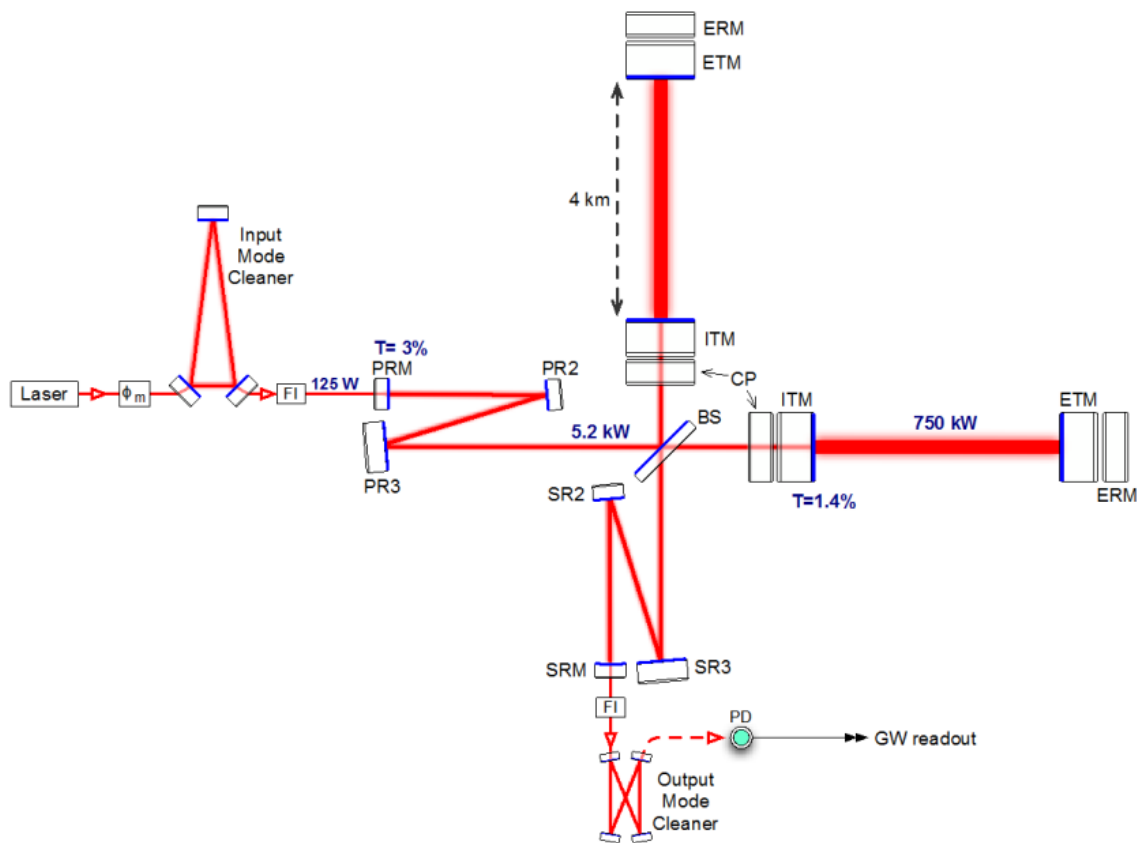 ERM
ETM
4 km
Input
Mode
Cleaner
ITM
T= 3%
PRM
PR2
CP
Laser
ϕm
FI
125 W
BS
ITM
ETM
5.2 kW
750 kW
PR3
SR2
T=1.4%
ERM
SRM
SR3
FI
PD
GW readout
Output
Mode
Cleaner